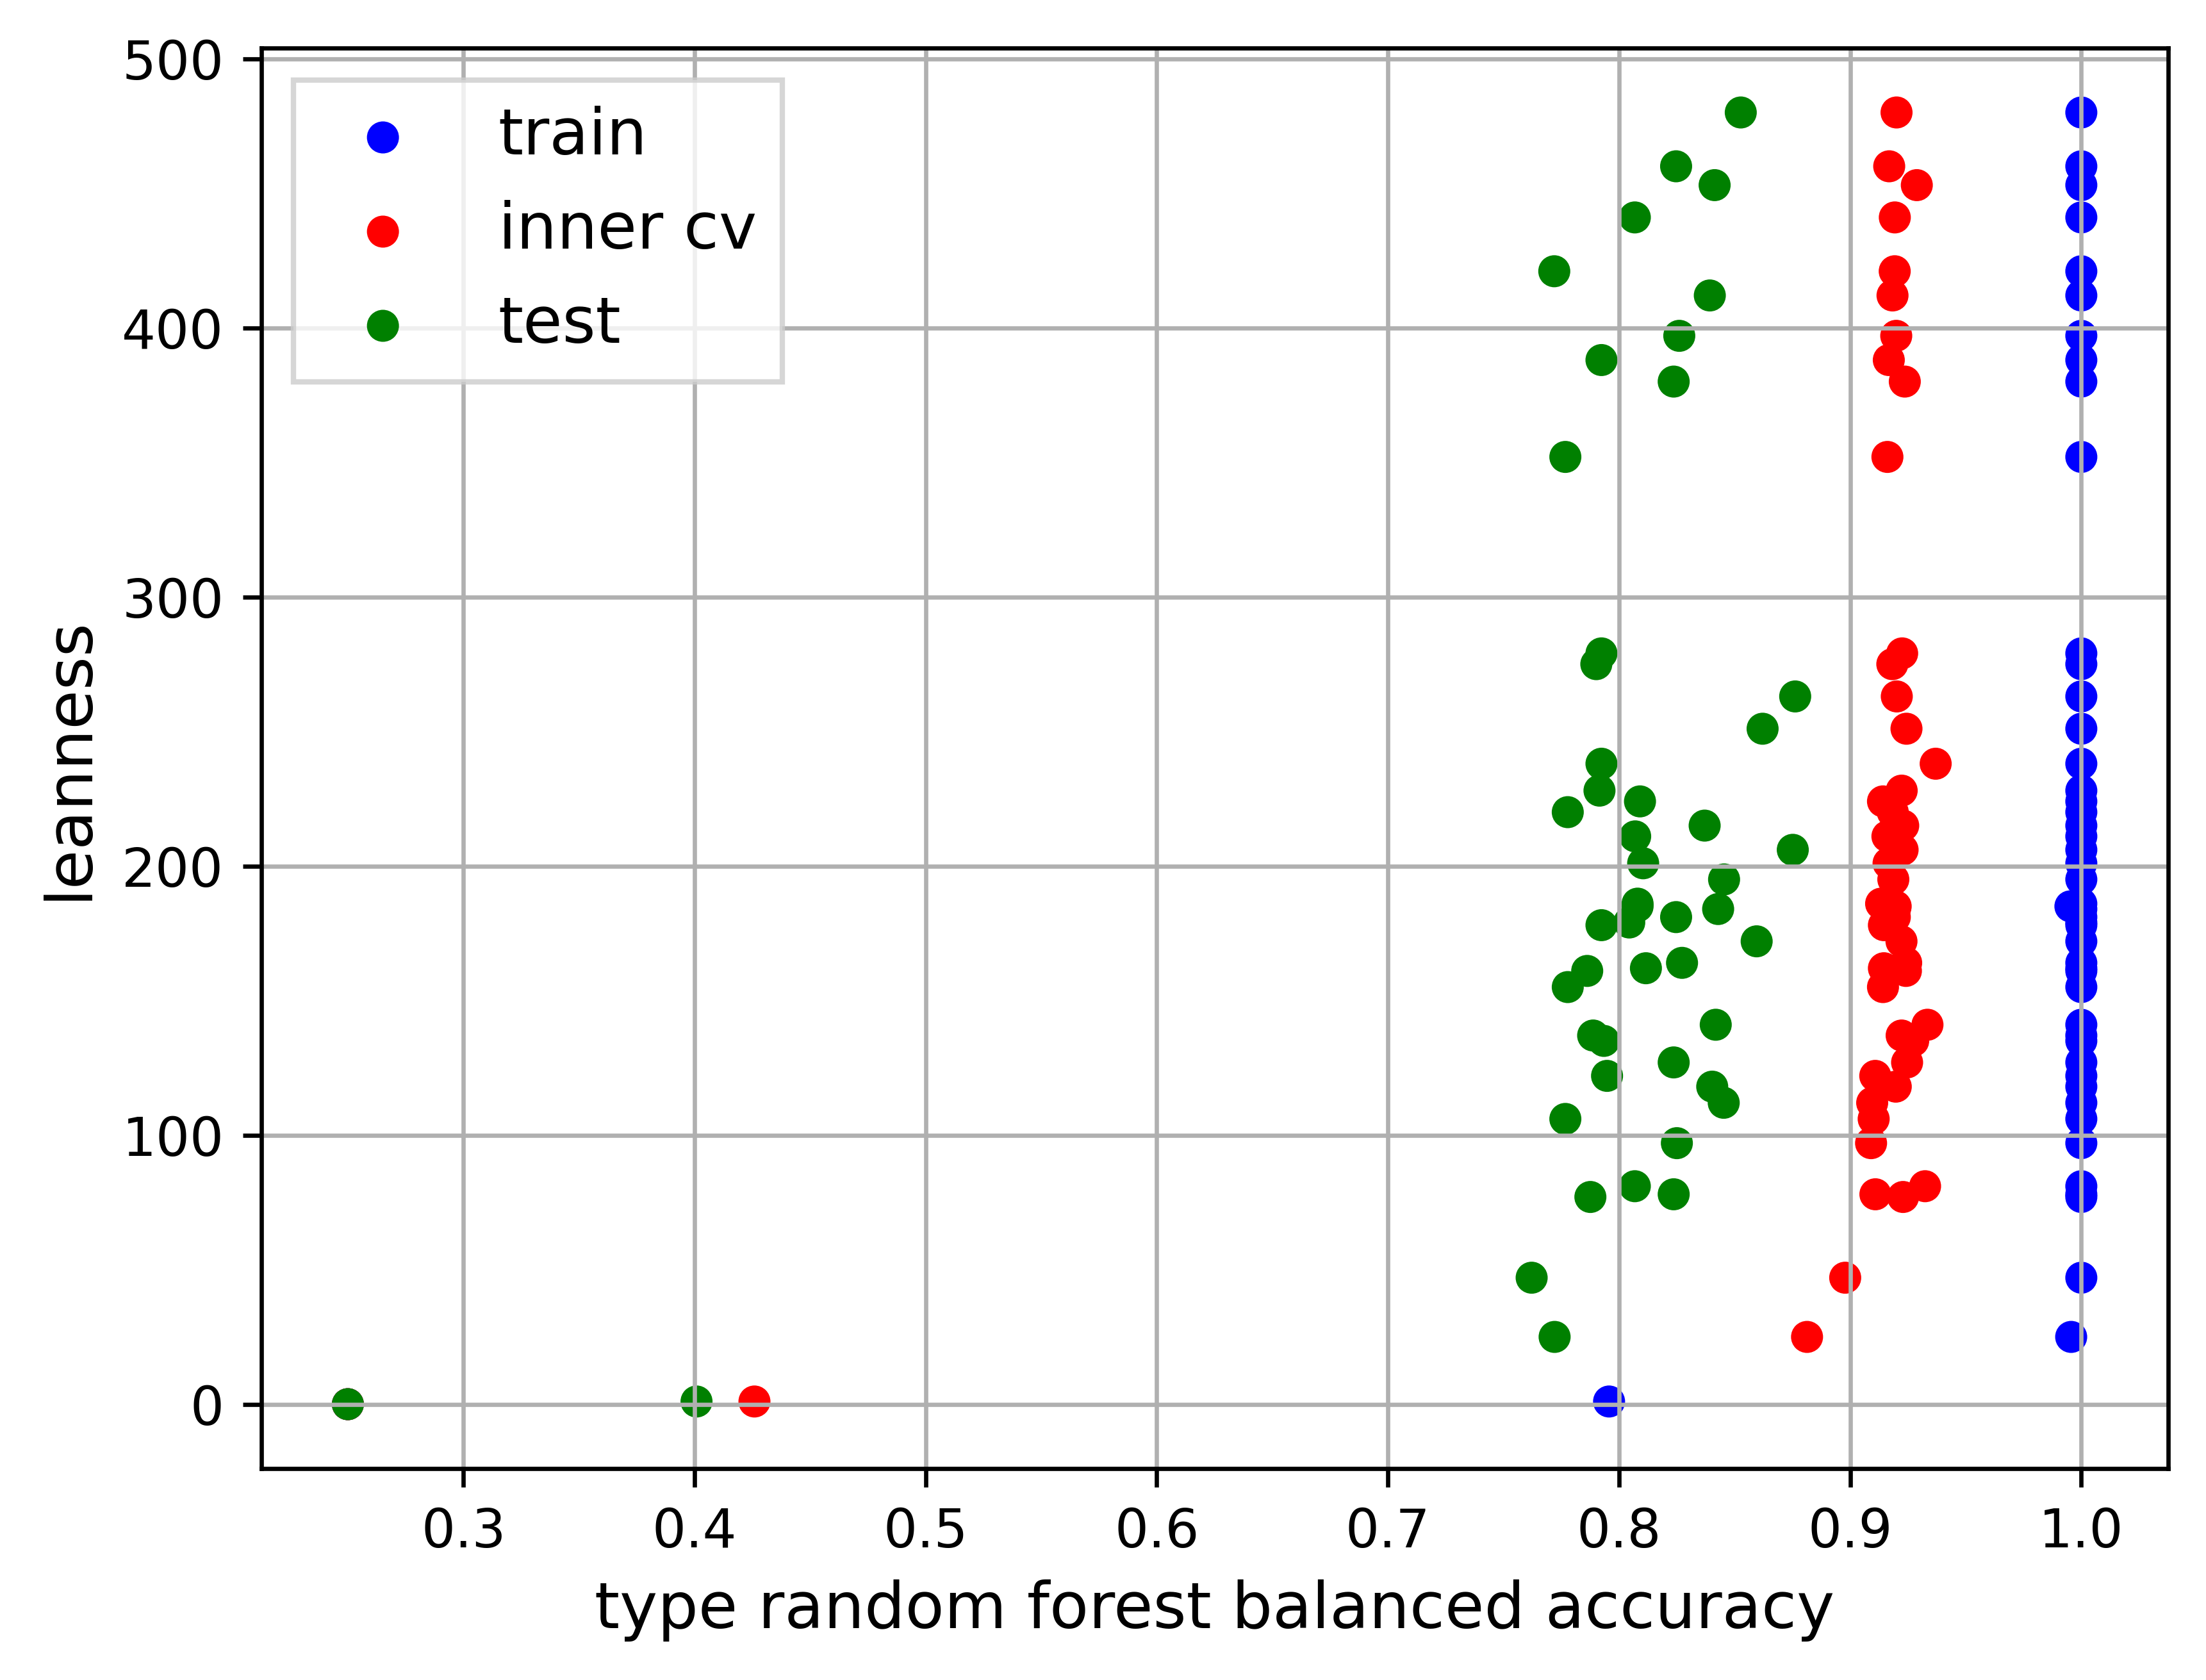 500
400
300
200
100
0
leanness
train
inner cv
test
0.3 0.4 0.5 0.6 0.7 0.8 0.9 1.0
type random forest balanced accuracy